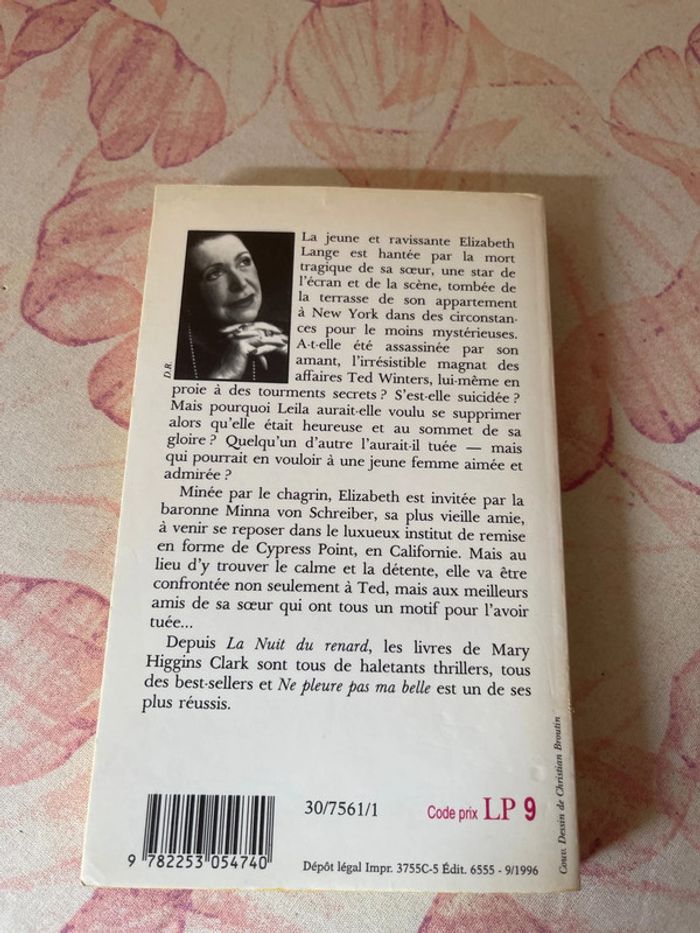 La jeune et ravissante Elizabeth
Lange est hantée par la mort
tragique de sa sœur, une star de
l'écran et de la scène, tombée de
la terrasse de son appartement
à New York dans des circonstan-
ces pour le moins mystérieuses.
A-t-elle été assassinée par son
amant, l'irrésistible magnat des
affaires Ted Winters, lui-même en
proie à des tourments secrets ? S'est-elle suicidée ?
Mais pourquoi Leila aurait-elle voulu se supprimer
alors qu'elle était heureuse et au sommet de sa
gloire ? Quelqu'un d'autre l'aurait-il tuée — mais
qui pourrait en vouloir à une jeune femme aimée et
admirée ?
Minée par le chagrin, Elizabeth est invitée par la
baronne Minna von Schreiber, sa plus vieille amie,
à venir se reposer dans le luxueux institut de remise
en forme de Cypress Point, en Californie. Mais au
lieu d'y trouver le calme et la détente, elle va être
confrontée non seulement à Ted, mais aux meilleurs
amis de sa sœur qui ont tous un motif pour l'avoir
tuée...
Depuis La Nuit du renard, les livres de Mary
Higgins Clark sont tous de haletants thrillers, tous
des best-sellers et Ne pleure pas ma belle est un de ses
plus réussis.
D.R.
Couv. Dessin de Christian Broutin
30/7561/1
Code prix LP 9
9 782253 054740
Dépôt légal Impr. 3755C-5 Édit. 6555 - 9/1996